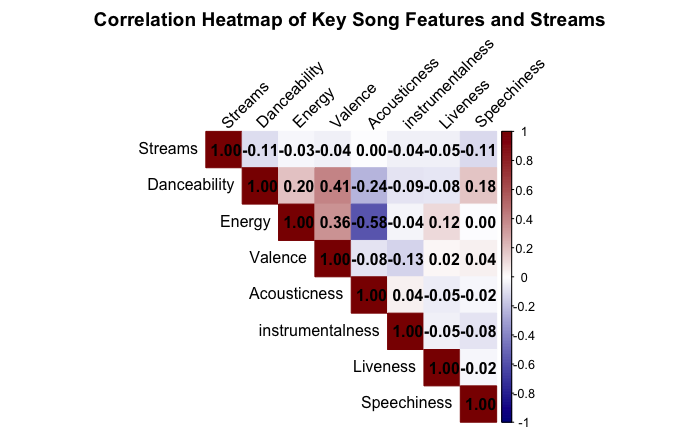 Correlation Heatmap of Key Song Features and Streams
Streams Danceability Energy Valence Acousticness instrumentalness Liveness Speechiness
Streams 1.00 -0.11 -0.03 -0.04 0.00 -0.04 -0.05 -0.11
Danceability 1.00 0.20 0.41 -0.24 -0.09 -0.08 0.18
Energy 1.00 0.36 -0.58 -0.04 0.12 0.00
Valence 1.00 -0.08 -0.13 0.02 0.04
Acousticness 1.00 0.04 -0.05 -0.02
instrumentalness 1.00 -0.05 -0.08
Liveness 1.00 -0.02
Speechiness 1.00
1
0.8
0.6
0.4
0.2
0
-0.2
-0.4
-0.6
-0.8
-1